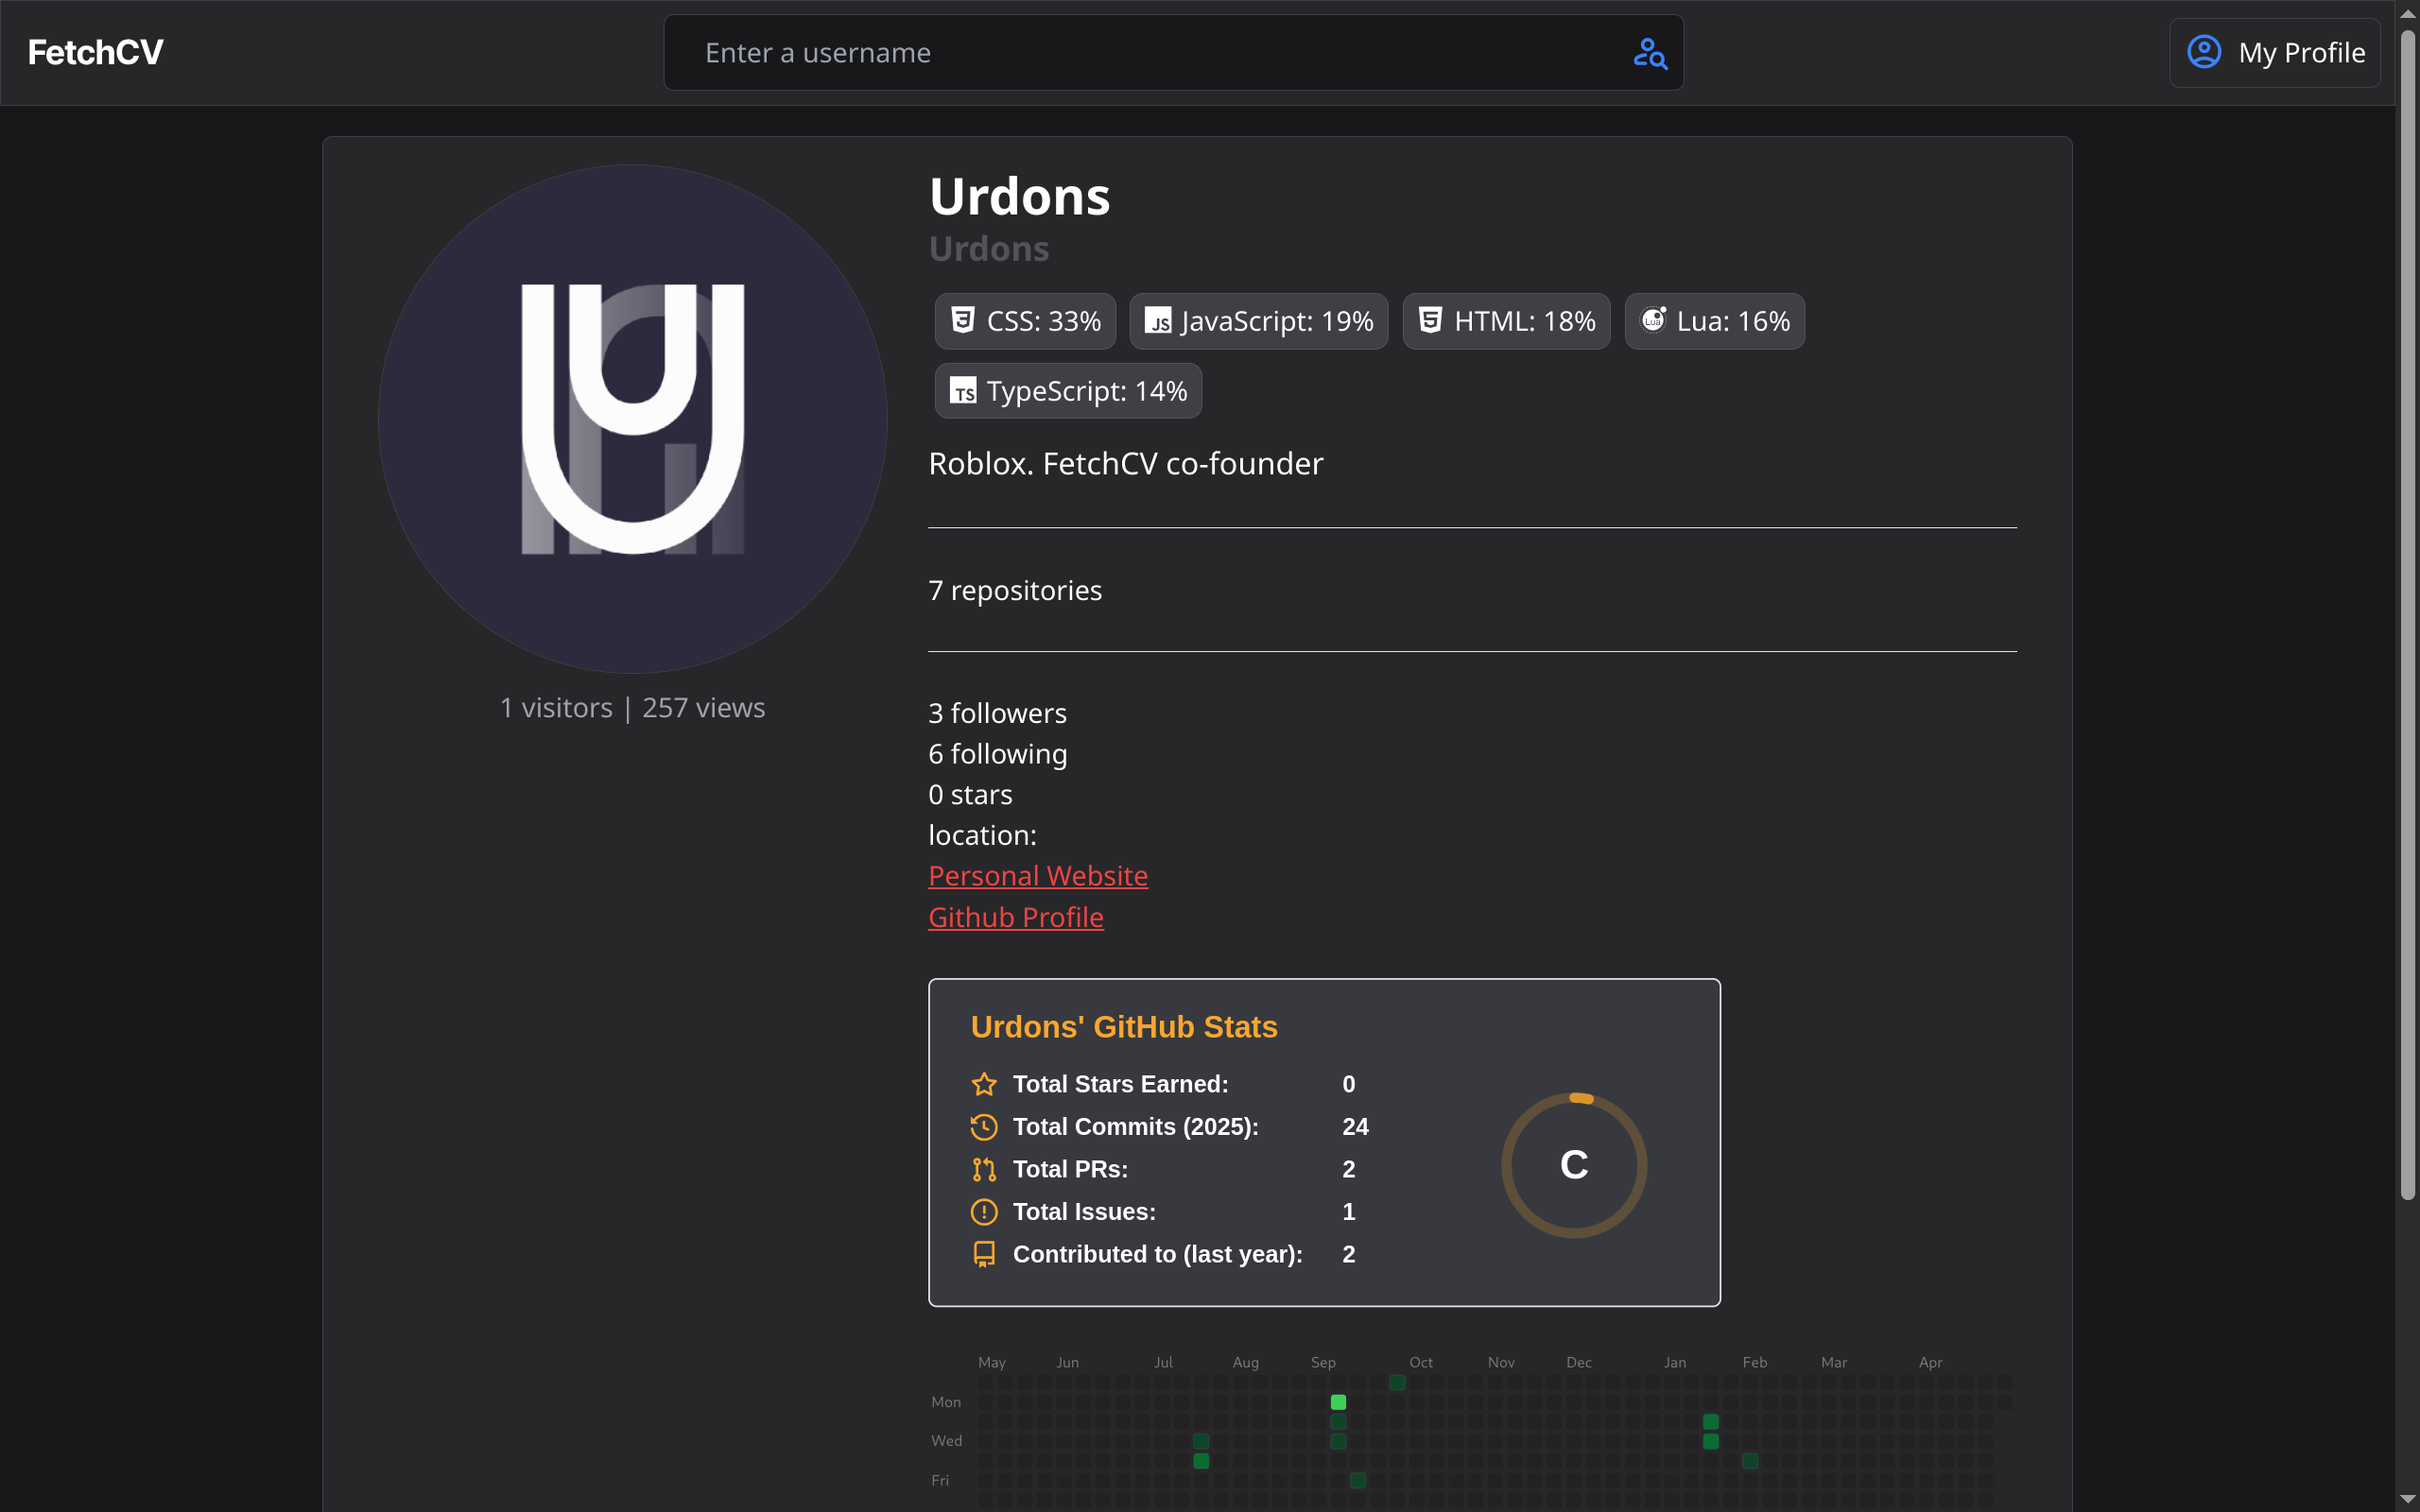 FetchCV
Enter a username
My Profile
Urdons
Urdons
CSS: 33%
JavaScript: 19%
HTML: 18%
Lua: 16%
TypeScript: 14%
Roblox. FetchCV co-founder
7 repositories
1 visitors | 257 views
3 followers
6 following
0 stars
location:
Personal Website
Github Profile
Urdons' GitHub Stats
Total Stars Earned: 0
Total Commits (2025): 24
Total PRs: 2
Total Issues: 1
Contributed to (last year): 2
C
May Jun Jul Aug Sep Oct Nov Dec Jan Feb Mar Apr
Mon
Wed
Fri